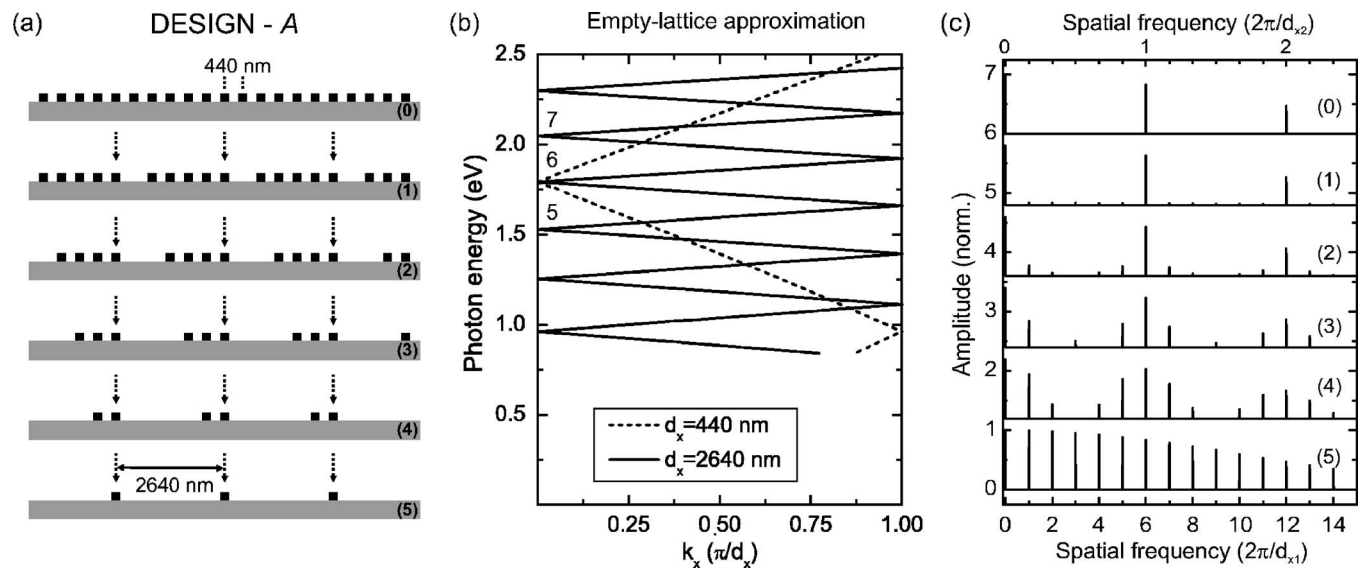 (a)
DESIGN - A
440 nm
(0)
(1)
(2)
(3)
(4)
2640 nm
(5)
(b)
Empty-lattice approximation
Photon energy (eV)
2.5
2.0
1.5
1.0
0.5
7
6
5
d_x=440 nm
d_x=2640 nm
0.25 0.50 0.75 1.00
k_x (π/d_x)
(c)
Spatial frequency (2π/d_x2)
0 1 2
Amplitude (norm.)
7
6
5
4
3
2
1
0
(0)
(1)
(2)
(3)
(4)
(5)
0 2 4 6 8 10 12 14
Spatial frequency (2π/d_x1)